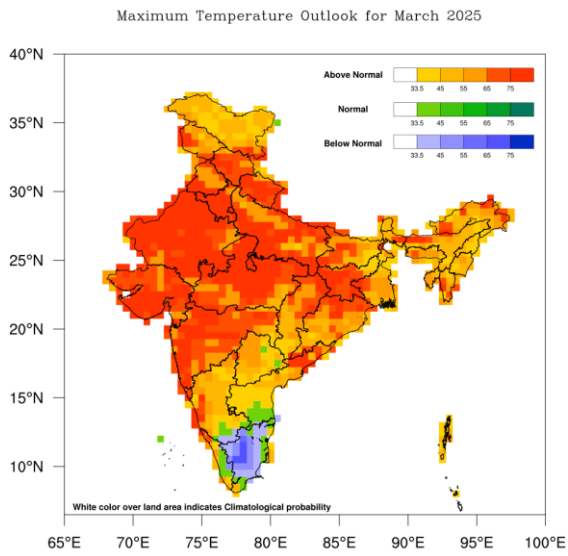 Maximum Temperature Outlook for March 2025
40°N
Above Normal
33.5 45 55 65 75
Normal
33.5 45 55 65 75
35°N
Below Normal
33.5 45 55 65 75
30°N
25°N
20°N
15°N
10°N
White color over land area indicates Climatological probability
65°E 70°E 75°E 80°E 85°E 90°E 95°E 100°E